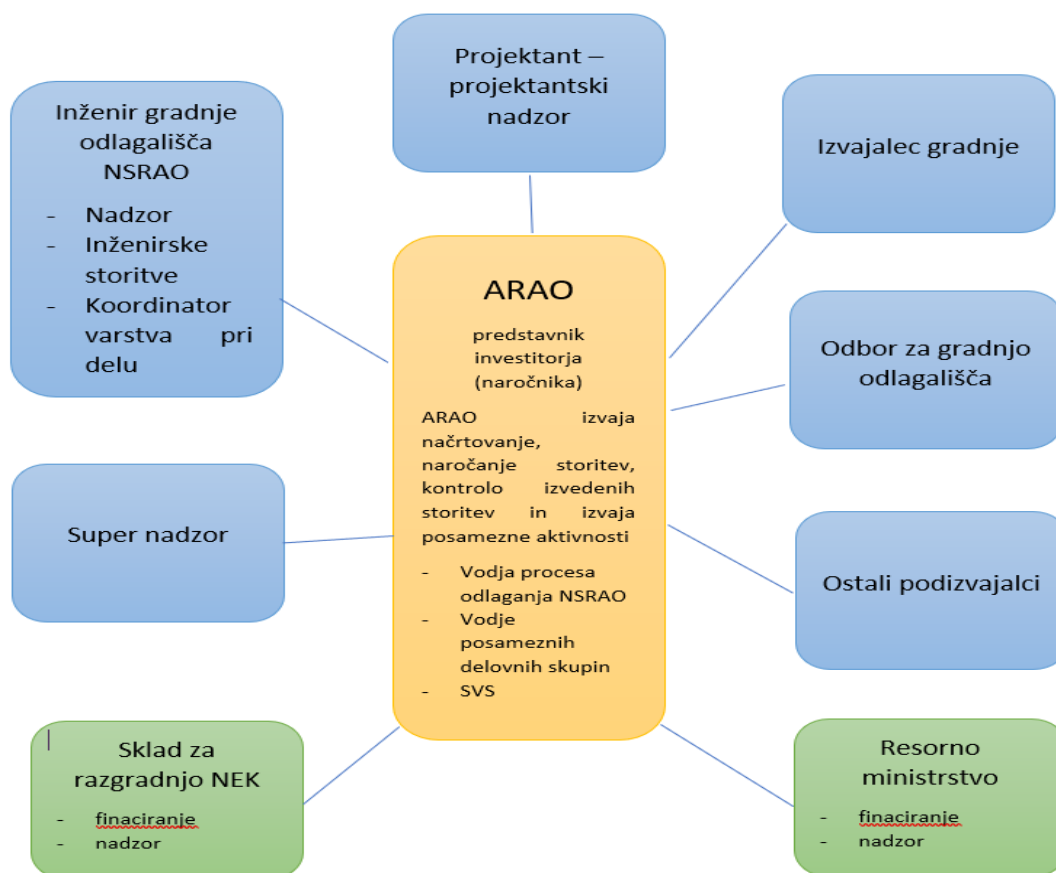 Projektant –
projektantski
nadzor
Inženir gradnje
odlagališča
NSRAO
- Nadzor
- Inženirske
storitve
- Koordinator
varstva pri
delu
Izvajalec gradnje
ARAO
predstavnik
investitorja
(naročnika)
ARAO izvaja
načrtovanje,
naročanje storitev,
kontrolo izvedenih
storitev in izvaja
posamezne aktivnosti
- Vodja procesa
odlaganja NSRAO
- Vodje
posameznih
delovnih skupin
- SVS
Odbor za gradnjo
odlagališča
Super nadzor
Ostali podizvajalci
Sklad za
razgradnjo NEK
- finaciranje
- nadzor
Resorno
ministrstvo
- finaciranje
- nadzor